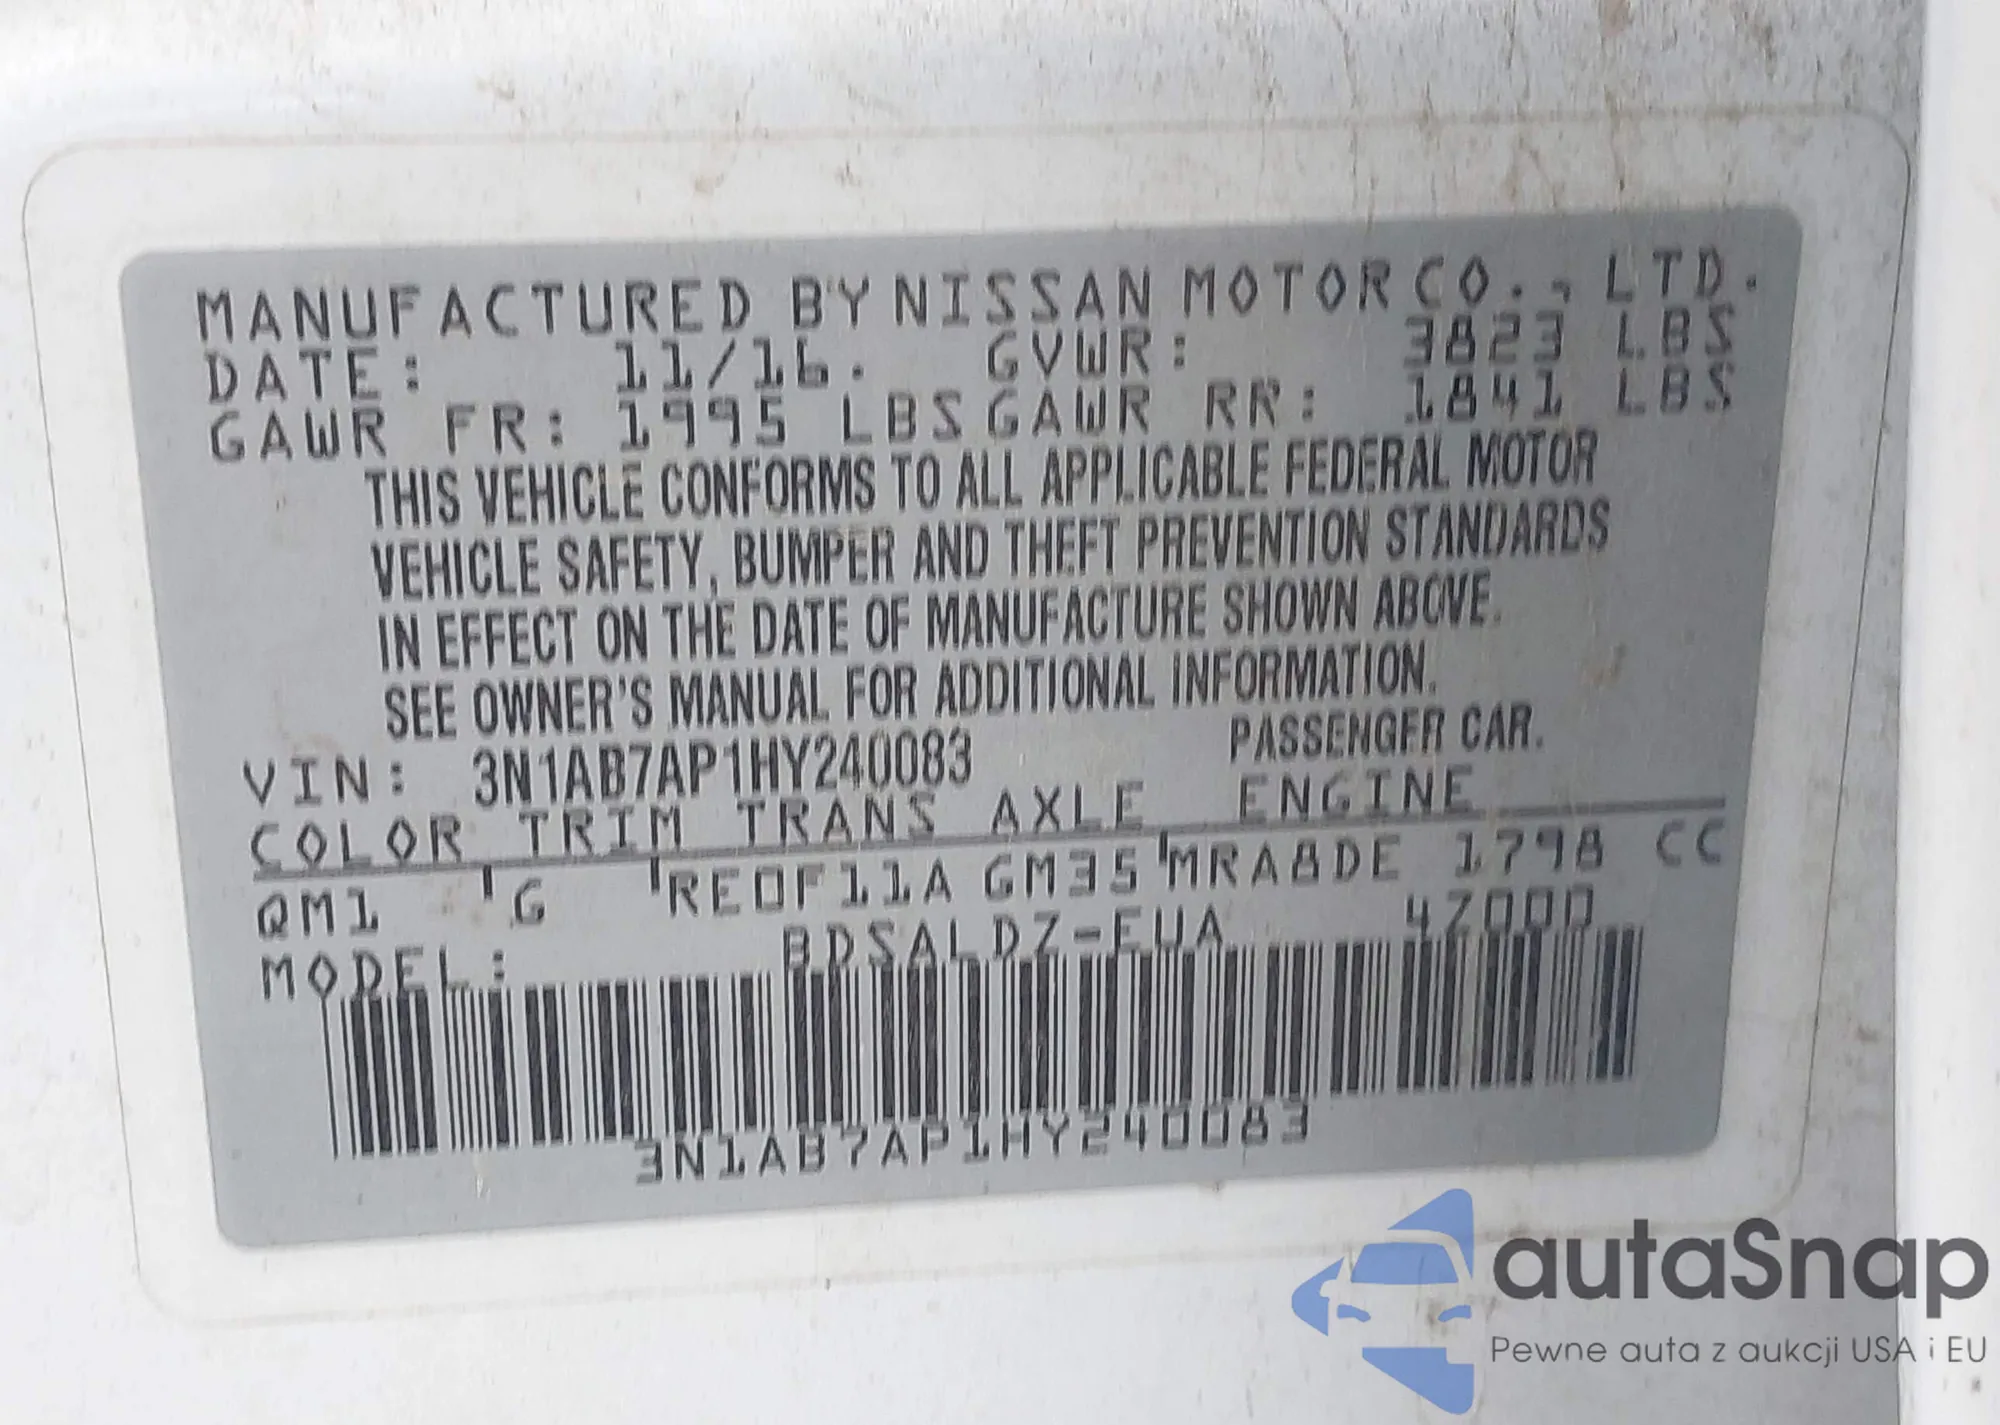 MANUFACTURED BY NISSAN MOTOR CO., LTD.
DATE: 11/16. GVWR: 3823 LBS
GAWR FR: 1995 LBS GAWR RR: 1841 LBS
THIS VEHICLE CONFORMS TO ALL APPLICABLE FEDERAL MOTOR
VEHICLE SAFETY, BUMPER AND THEFT PREVENTION STANDARDS
IN EFFECT ON THE DATE OF MANUFACTURE SHOWN ABOVE.
SEE OWNER'S MANUAL FOR ADDITIONAL INFORMATION.
VIN: 3N1AB7AP1HY240083 PASSENGER CAR.
COLOR TRIM TRANS AXLE ENGINE
QM1 G RE0F11A GM35 MRA8DE 1798 CC
MODEL: BDSALDZ-EUA 4Z000
3N1AB7AP1HY240083
autaSnap
Pewne auta z aukcji USA i EU